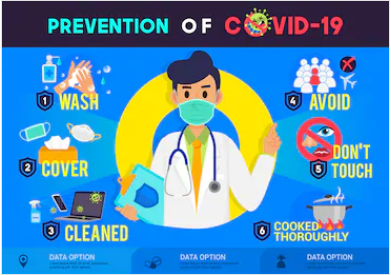 PREVENTION OF COVID-19
1 WASH
2 COVER
3 CLEANED
4 AVOID
5 DON'T
TOUCH
6 COOKED
THOROUGHLY
DATA OPTION
DATA OPTION
DATA OPTION